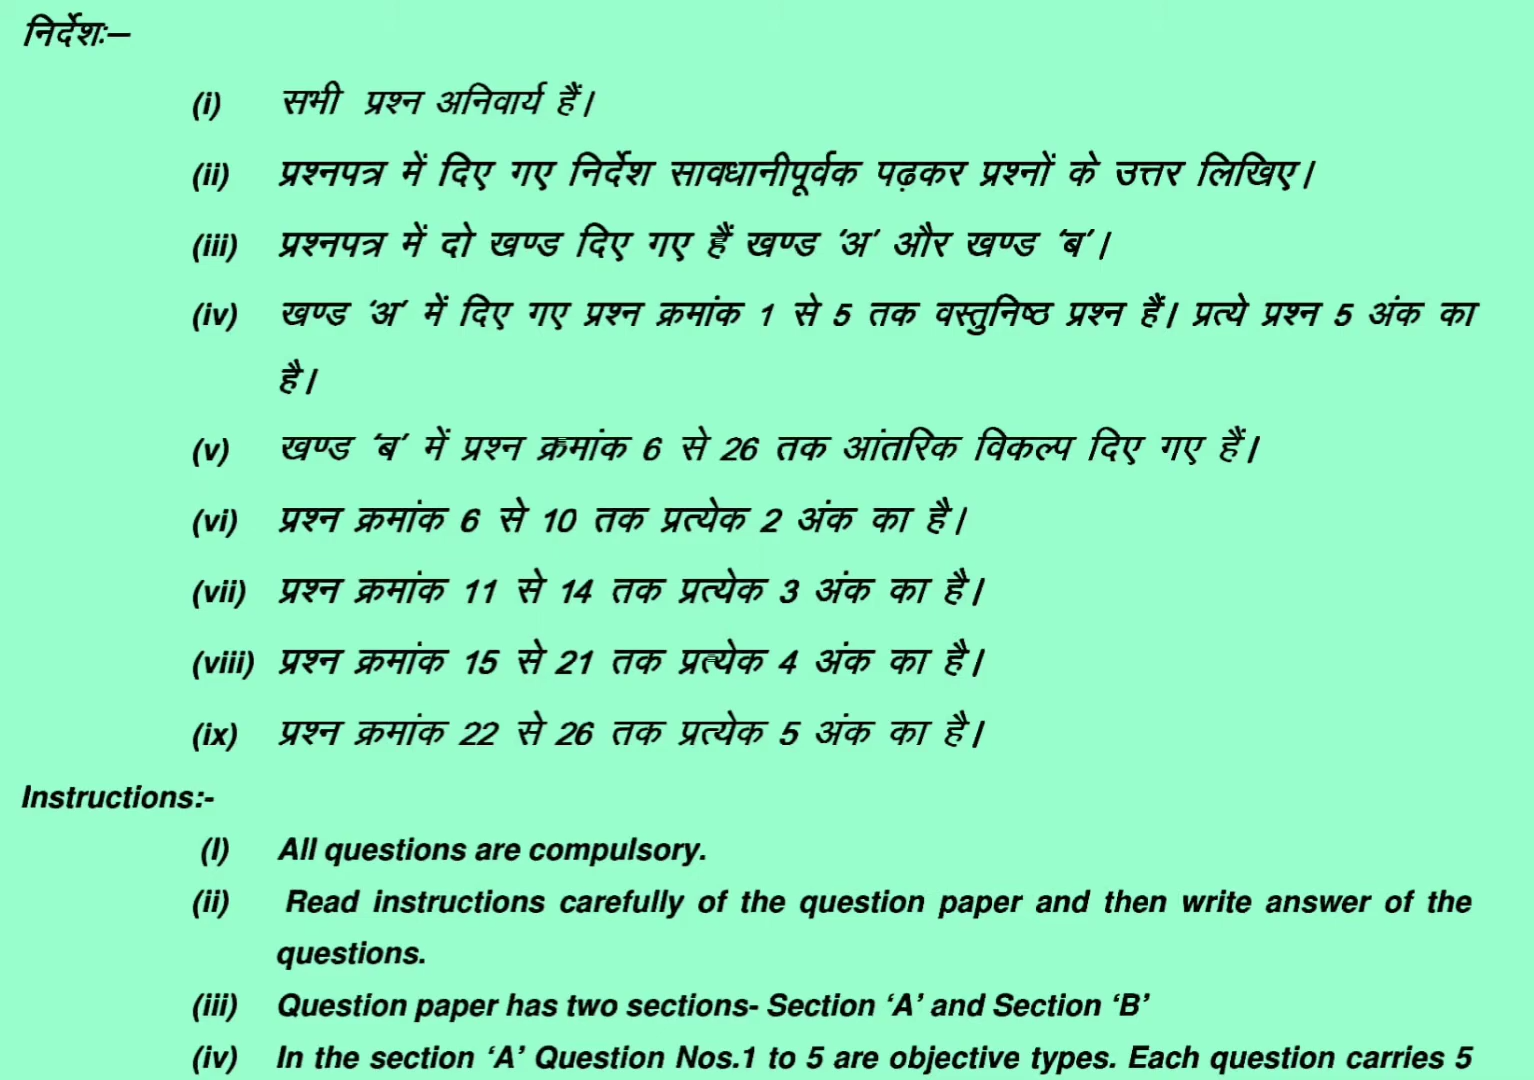 निर्देशः—
(i) सभी प्रश्न अनिवार्य हैं।
(ii) प्रश्नपत्र में दिए गए निर्देश सावधानीपूर्वक पढ़कर प्रश्नों के उत्तर लिखिए।
(iii) प्रश्नपत्र में दो खण्ड दिए गए हैं खण्ड ‘अ’ और खण्ड ‘ब’।
(iv) खण्ड ‘अ’ में दिए गए प्रश्न क्रमांक 1 से 5 तक वस्तुनिष्ठ प्रश्न हैं। प्रत्ये प्रश्न 5 अंक का
है।
(v) खण्ड ‘ब’ में प्रश्न क्रमांक 6 से 26 तक आंतरिक विकल्प दिए गए हैं।
(vi) प्रश्न क्रमांक 6 से 10 तक प्रत्येक 2 अंक का है।
(vii) प्रश्न क्रमांक 11 से 14 तक प्रत्येक 3 अंक का है।
(viii) प्रश्न क्रमांक 15 से 21 तक प्रत्येक 4 अंक का है।
(ix) प्रश्न क्रमांक 22 से 26 तक प्रत्येक 5 अंक का है।
Instructions:-
(I) All questions are compulsory.
(ii) Read instructions carefully of the question paper and then write answer of the
questions.
(iii) Question paper has two sections- Section ‘A’ and Section ‘B’
(iv) In the section ‘A’ Question Nos.1 to 5 are objective types. Each question carries 5